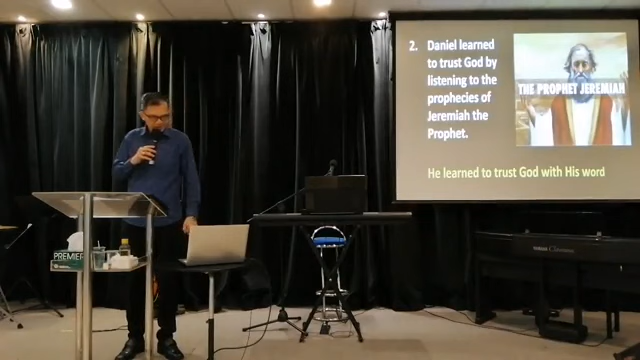 2. Daniel learned
to trust God by
listening to the
prophecies of
Jeremiah the
Prophet.
THE PROPHET JEREMIAH
He learned to trust God with His word
PREMIER